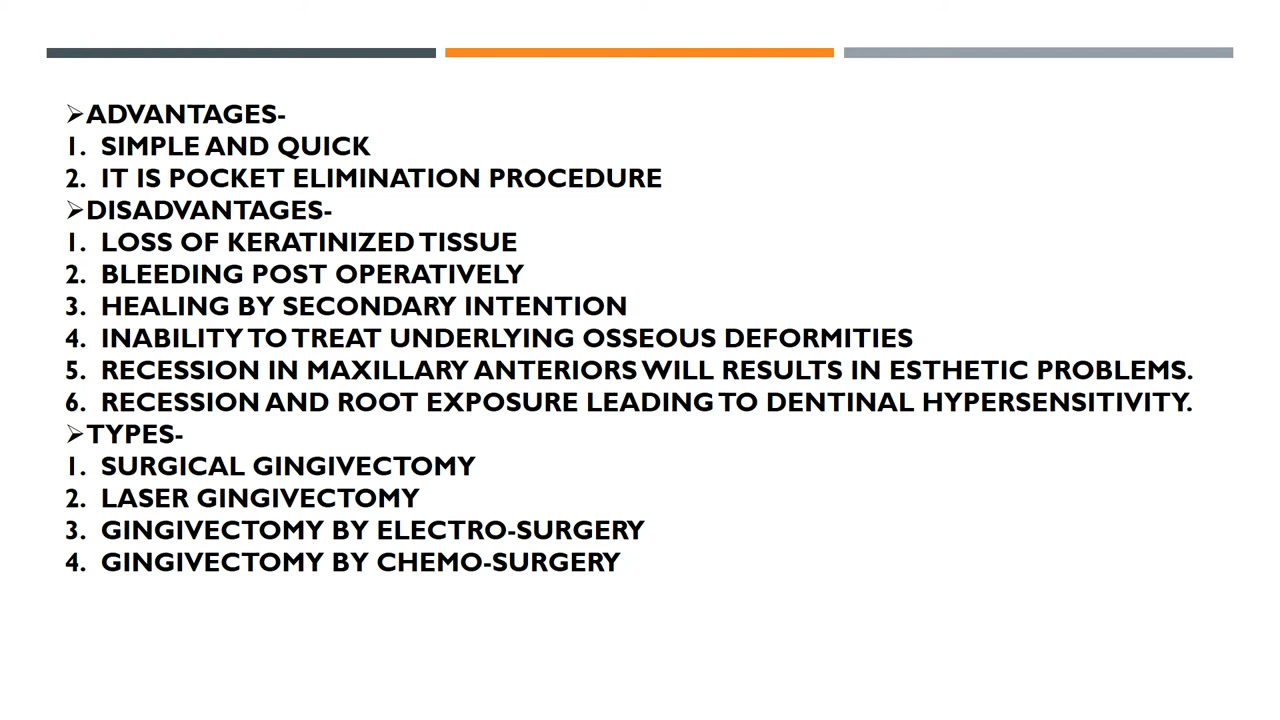 ➢ADVANTAGES-
1. SIMPLE AND QUICK
2. IT IS POCKET ELIMINATION PROCEDURE
➢DISADVANTAGES-
1. LOSS OF KERATINIZED TISSUE
2. BLEEDING POST OPERATIVELY
3. HEALING BY SECONDARY INTENTION
4. INABILITY TO TREAT UNDERLYING OSSEOUS DEFORMITIES
5. RECESSION IN MAXILLARY ANTERIORS WILL RESULTS IN ESTHETIC PROBLEMS.
6. RECESSION AND ROOT EXPOSURE LEADING TO DENTINAL HYPERSENSITIVITY.
➢TYPES-
1. SURGICAL GINGIVECTOMY
2. LASER GINGIVECTOMY
3. GINGIVECTOMY BY ELECTRO-SURGERY
4. GINGIVECTOMY BY CHEMO-SURGERY